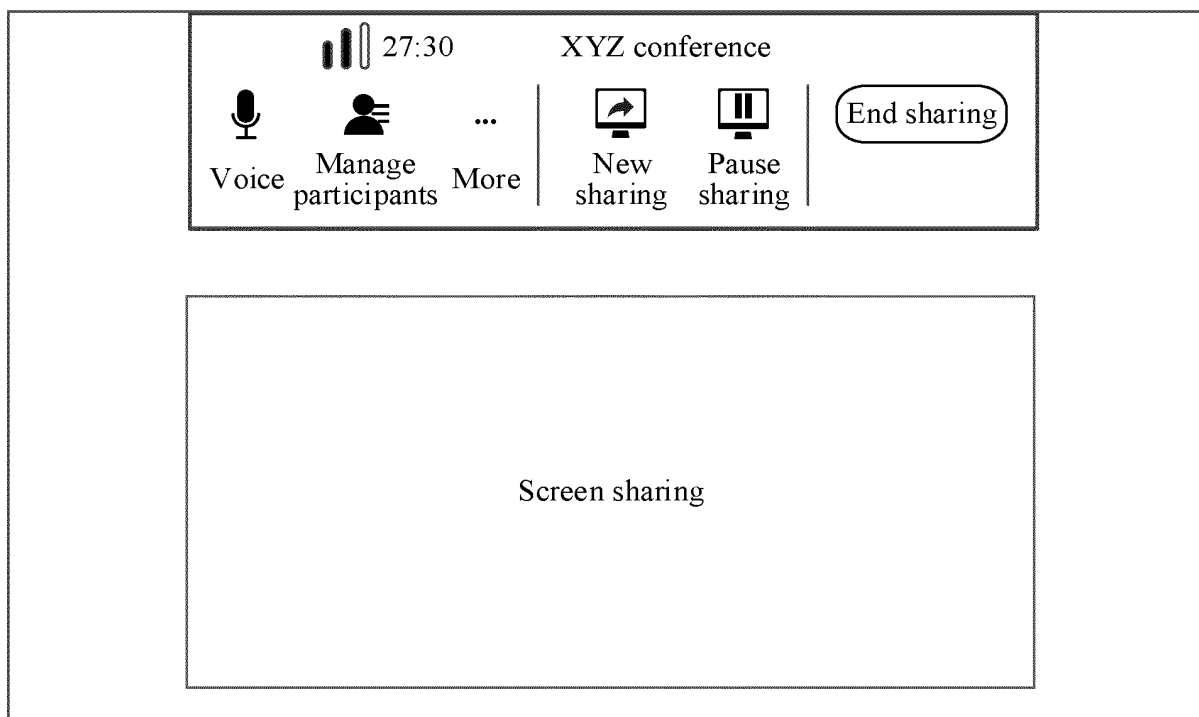 27:30 XYZ conference
Voice
Manage
participants
...
More
New
sharing
Pause
sharing
End sharing
Screen sharing